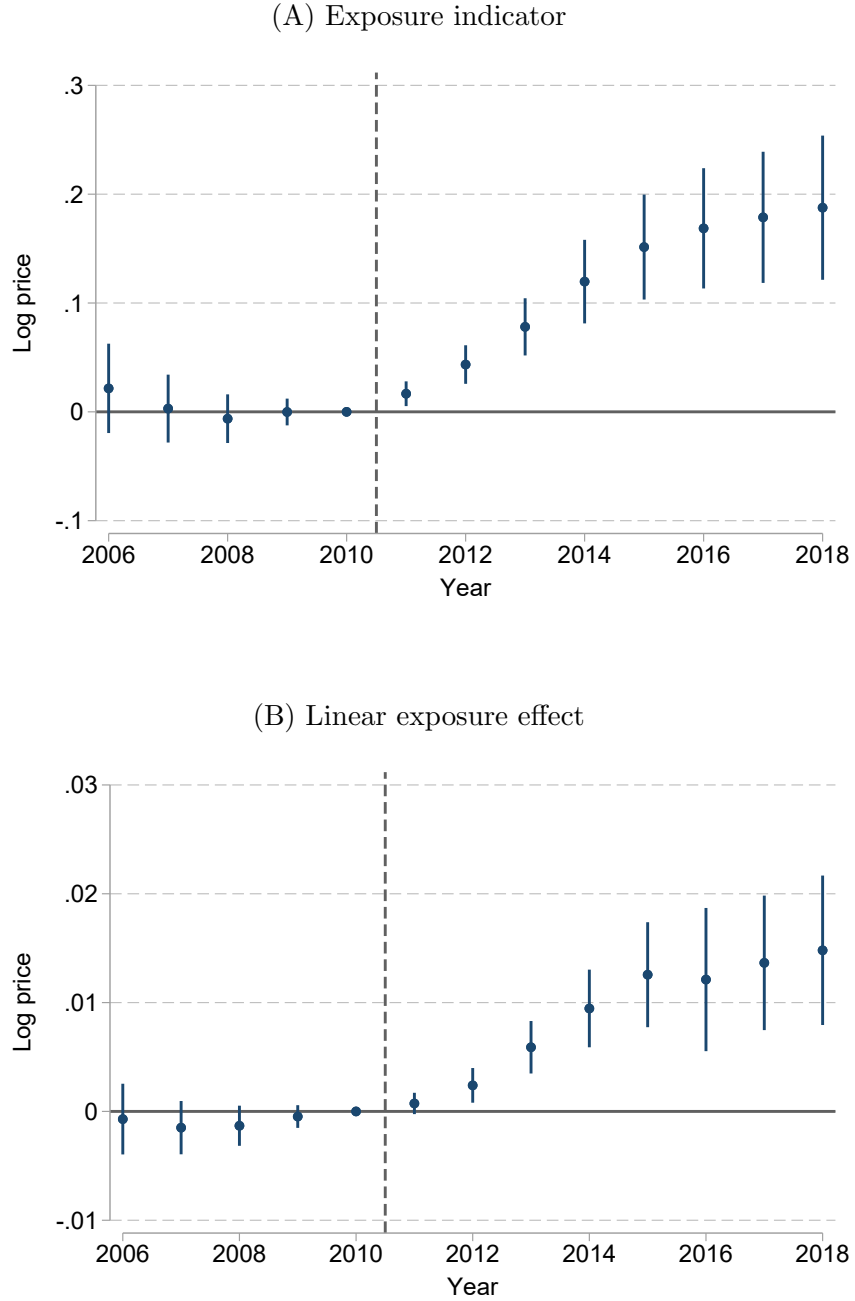 (A) Exposure indicator
.3
.2
.1
0
-.1
Log price
2006 2008 2010 2012 2014 2016 2018
Year
(B) Linear exposure effect
.03
.02
.01
0
-.01
Log price
2006 2008 2010 2012 2014 2016 2018
Year